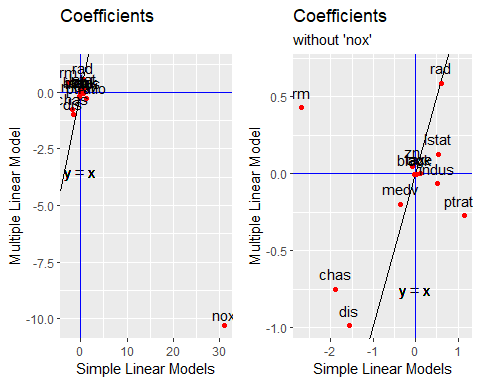 Coefficients
rad
rm
0.0
chas
dis
-2.5
y = x
-5.0
-7.5
-10.0
nox
0
10
20
30
Simple Linear Models
Multiple Linear Model
Coefficients
without 'nox'
rad
0.5
rm
lstat
zn
indus
0.0
medv
ptrat
-0.5
chas
y = x
dis
-1.0
-2
-1
0
1
Simple Linear Models
Multiple Linear Model